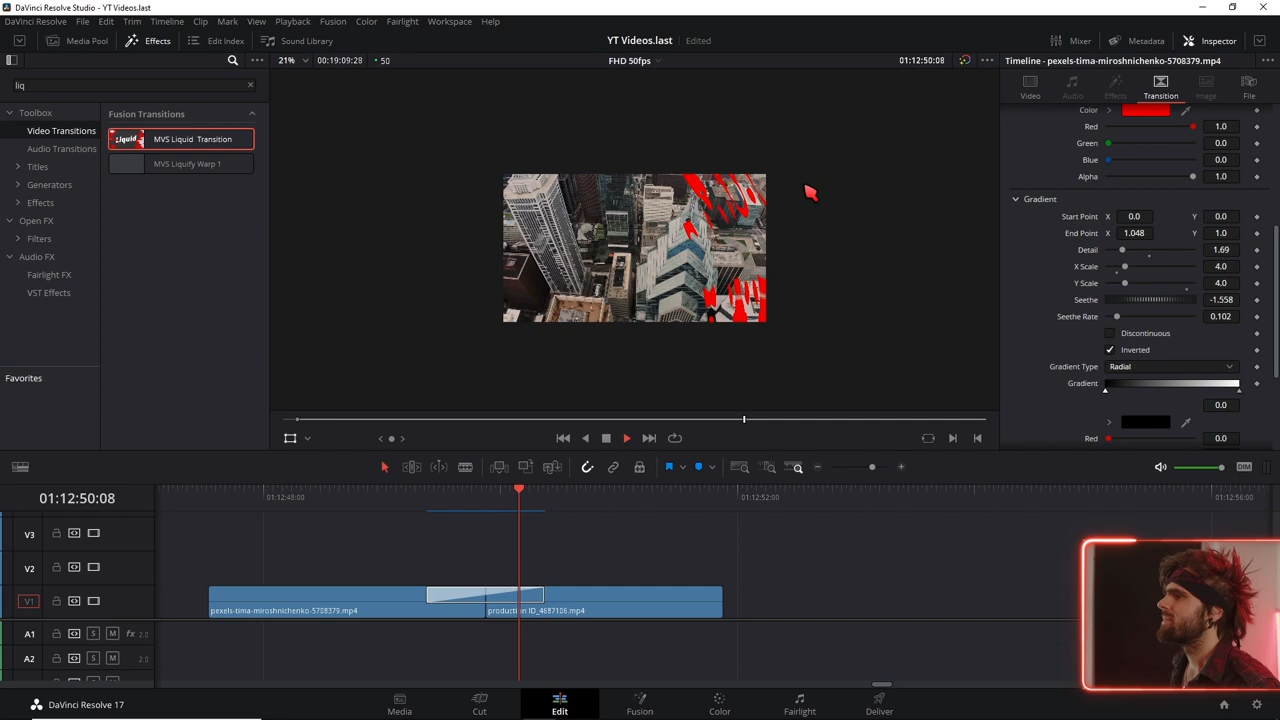 DaVinci Resolve Studio - YT Videos.last
DaVinci Resolve File Edit Trim Timeline Clip Mark View Playback Fusion Color Fairlight Workspace Help
Media Pool Effects Edit Index Sound Library YT Videos.last Edited Mixer Metadata Inspector
21% 00:19:09:28 50 FHD 50fps 01:12:50:08 Timeline - pexels-tima-miroshnichenko-5708379.mp4
liq
Video Audio Effects Transition Image File
Toolbox
Video Transitions
Audio Transitions
Titles
Generators
Effects
Open FX
Filters
Audio FX
Fairlight FX
VST Effects
Favorites
Fusion Transitions
Liquid MVS Liquid Transition
MVS Liquify Warp 1
Color
Red 1.0
Green 0.0
Blue 0.0
Alpha 1.0
Gradient
Start Point X 0.0 Y 0.0
End Point X 1.048 Y 1.0
Detail 1.69
X Scale 4.0
Y Scale 4.0
Seethe -1.558
Seethe Rate 0.102
Discontinuous
Inverted
Gradient Type Radial
Gradient
0.0
Red 0.0
DIM
01:12:50:08 01:12:48:00 01:12:52:00 01:12:56:00
V3
V2
V1 pexels-tima-miroshnichenko-5708379.mp4 production ID_4687106.mp4
A1 S M fx 2.0
A2 S M 2.0
DaVinci Resolve 17 Media Cut Edit Fusion Color Fairlight Deliver